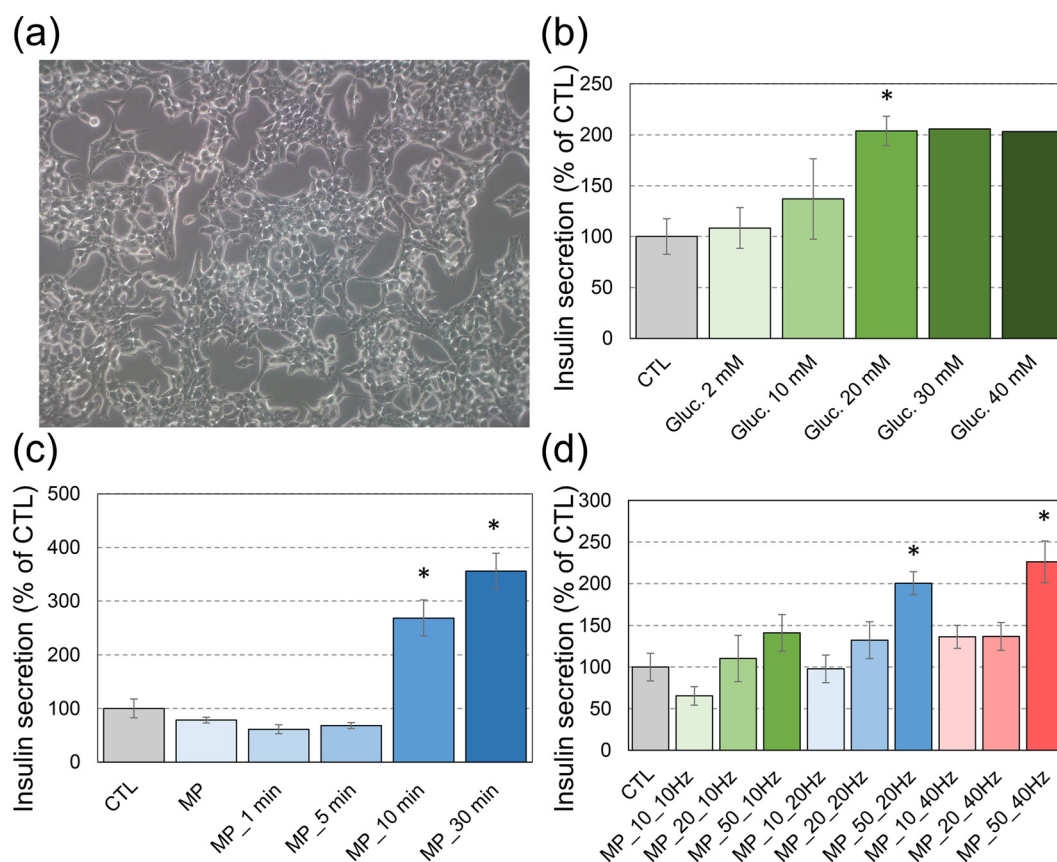 (a)
(b)
Insulin secretion (% of CTL)
250
200
150
100
50
0
*
CTL
Gluc. 2 mM
Gluc. 10 mM
Gluc. 20 mM
Gluc. 30 mM
Gluc. 40 mM
(c)
Insulin secretion (% of CTL)
500
400
300
200
100
0
*
*
CTL
MP
MP_1 min
MP_5 min
MP_10 min
MP_30 min
(d)
Insulin secretion (% of CTL)
300
250
200
150
100
50
0
*
*
CTL
MP_10_10Hz
MP_20_10Hz
MP_50_10Hz
MP_10_20Hz
MP_20_20Hz
MP_50_20Hz
MP_10_40Hz
MP_20_40Hz
MP_50_40Hz